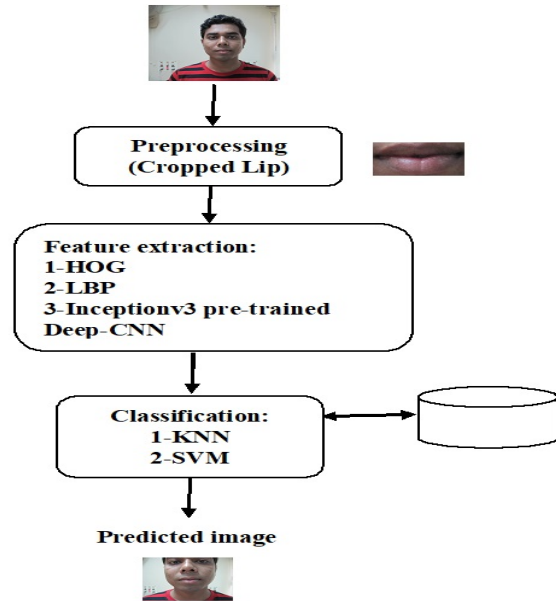 Preprocessing
(Cropped Lip)
Feature extraction:
1-HOG
2-LBP
3-Inceptionv3 pre-trained
Deep-CNN
Classification:
1-KNN
2-SVM
Predicted image